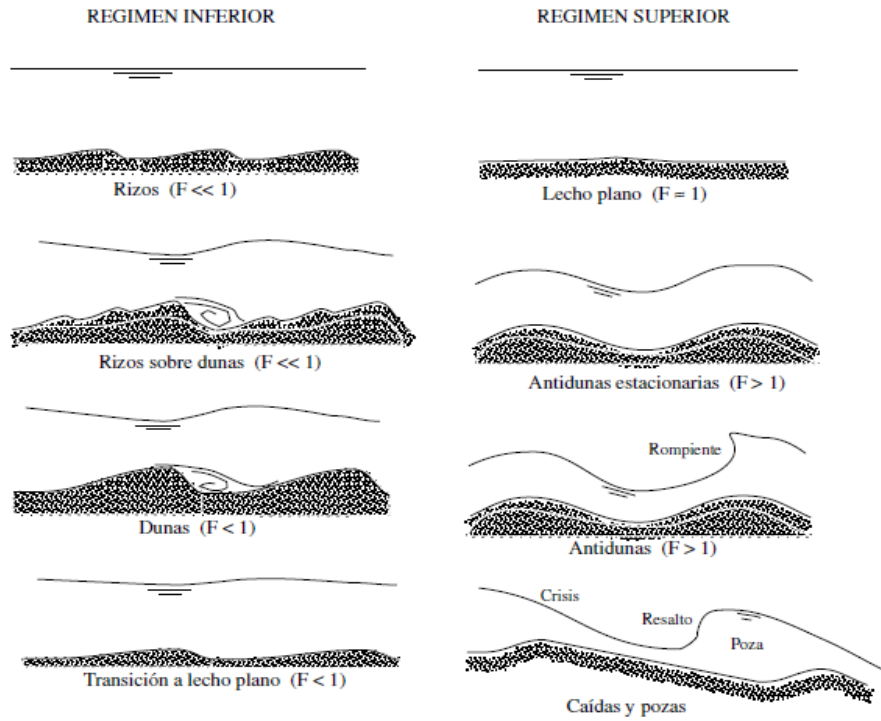 REGIMEN INFERIOR
Rizos (F << 1)
Rizos sobre dunas (F << 1)
Dunas (F < 1)
Transición a lecho plano (F < 1)
REGIMEN SUPERIOR
Lecho plano (F = 1)
Antidunas estacionarias (F > 1)
Rompiente
Antidunas (F > 1)
Crisis
Resalto
Poza
Caídas y pozas